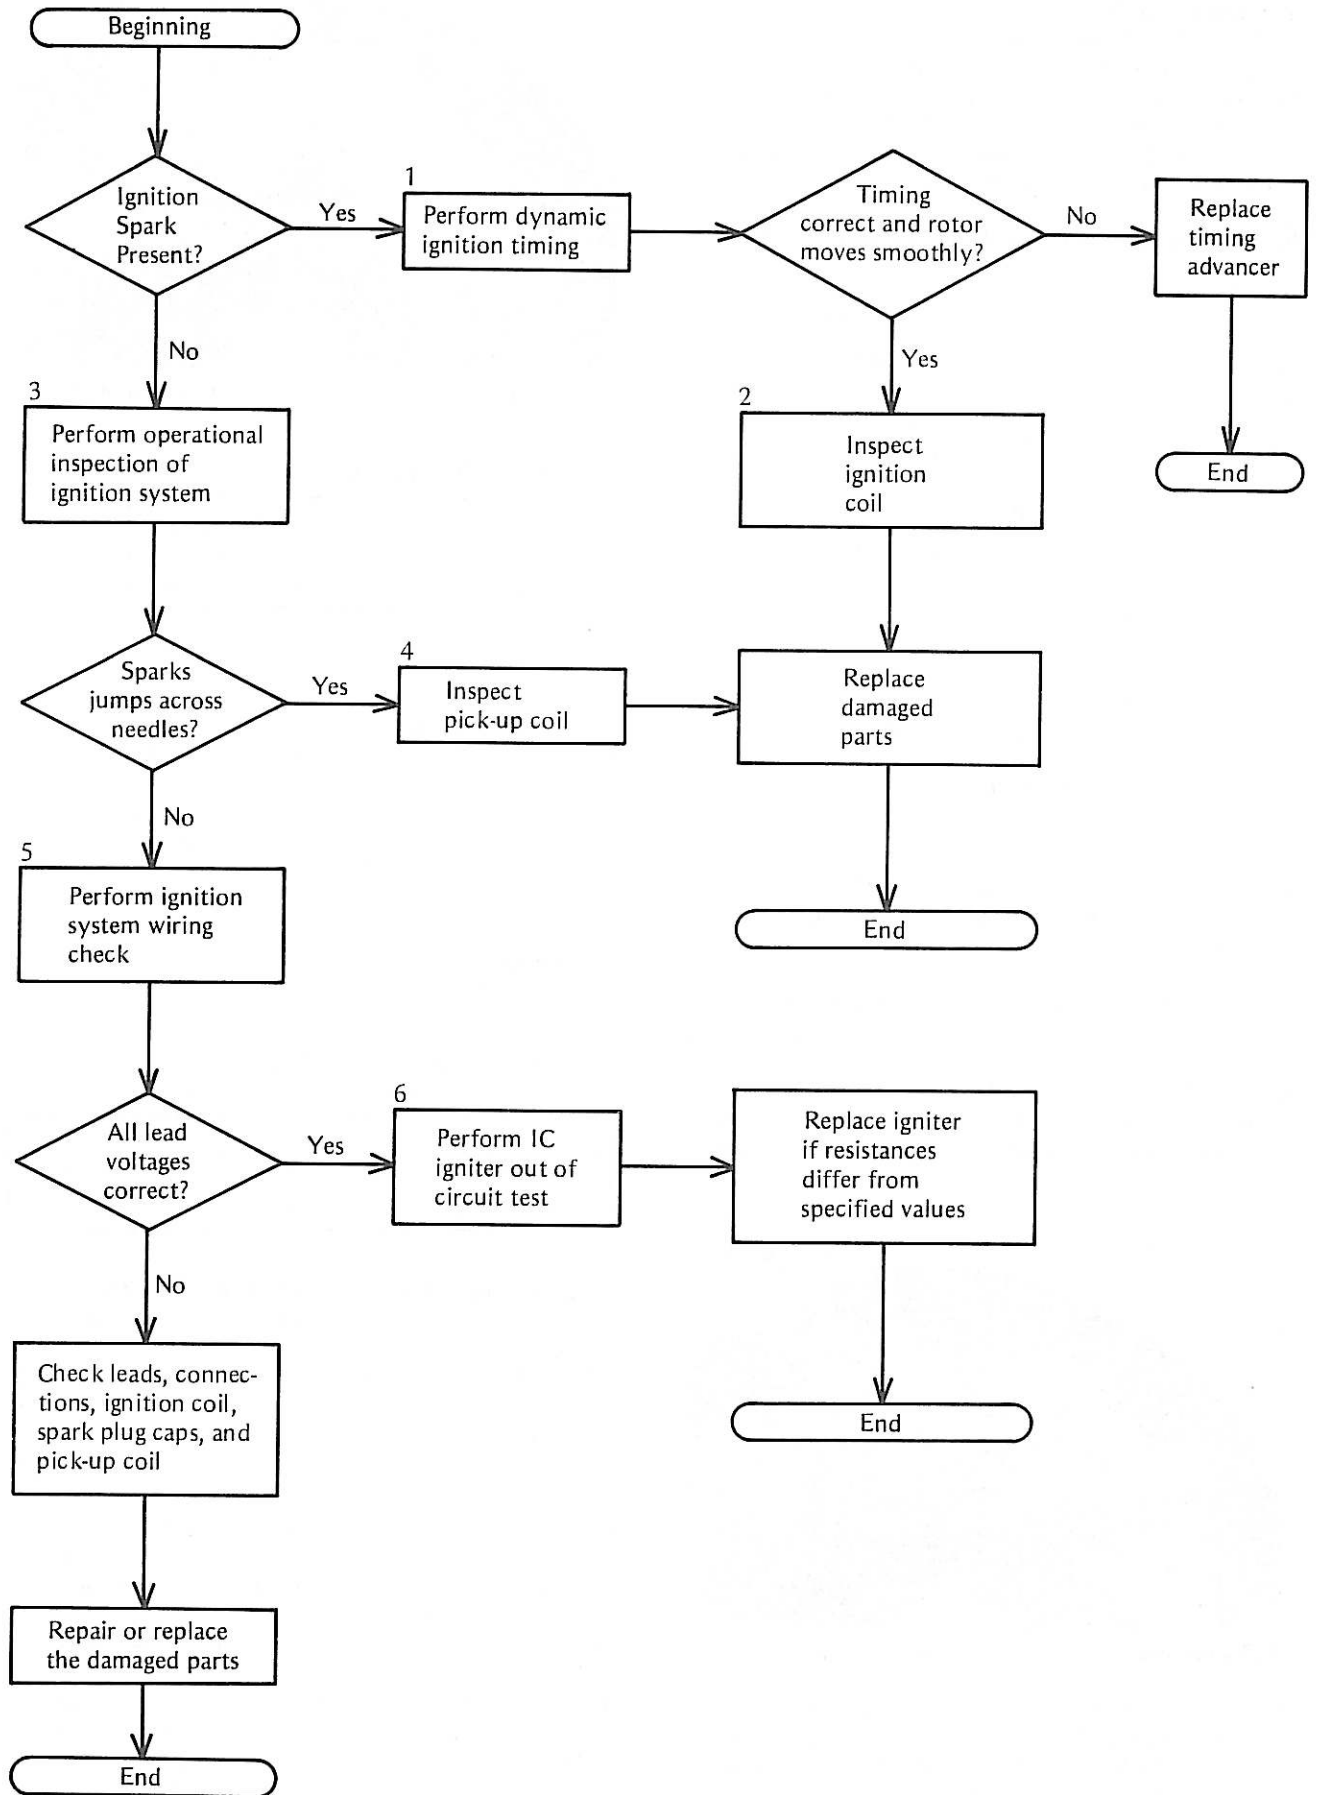 Beginning
Ignition
Spark
Present?
Yes
1
Perform dynamic
ignition timing
Timing
correct and rotor
moves smoothly?
No
Replace
timing
advancer
End
Yes
2
Inspect
ignition
coil
No
3
Perform operational
inspection of
ignition system
Sparks
jumps across
needles?
Yes
4
Inspect
pick-up coil
Replace
damaged
parts
End
No
5
Perform ignition
system wiring
check
All lead
voltages
correct?
Yes
6
Perform IC
igniter out of
circuit test
Replace igniter
if resistances
differ from
specified values
End
No
Check leads, connec-
tions, ignition coil,
spark plug caps, and
pick-up coil
Repair or replace
the damaged parts
End